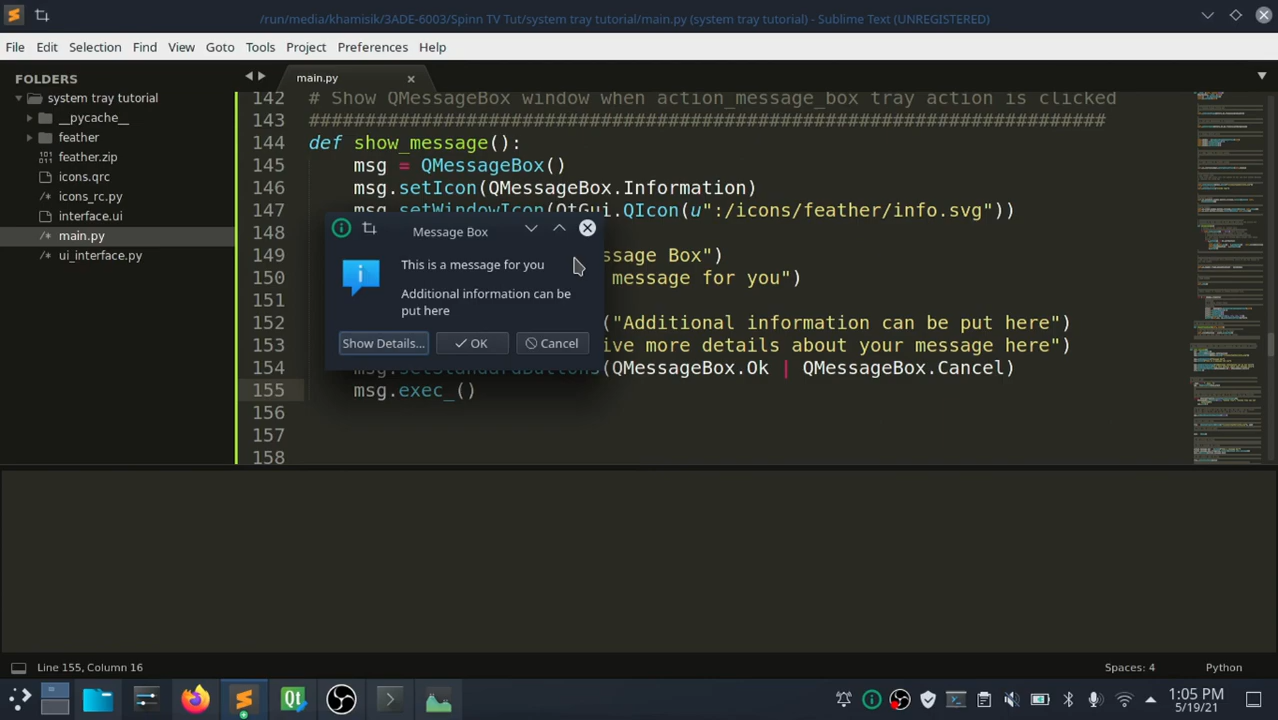 /run/media/khamisik/3ADE-6003/Spinn TV Tut/system tray tutorial/main.py (system tray tutorial) - Sublime Text (UNREGISTERED)
File Edit Selection Find View Goto Tools Project Preferences Help
FOLDERS
system tray tutorial
__pycache__
feather
feather.zip
icons.qrc
icons_rc.py
interface.ui
main.py
ui_interface.py
main.py
142 # Show QMessageBox window when action_message_box tray action is clicked
143 #######################################################################
144 def show_message():
145 msg = QMessageBox()
146 msg.setIcon(QMessageBox.Information)
147 msg.setWindowIcon(QtGui.QIcon(u":/icons/feather/info.svg"))
148
149 ssage Box")
150 message for you")
151
152 ("Additional information can be put here")
153 ive more details about your message here")
154 msg.setStandardButtons(QMessageBox.Ok | QMessageBox.Cancel)
155 msg.exec_()
156
157
158
Message Box
This is a message for you
Additional information can be
put here
Show Details... OK Cancel
Line 155, Column 16
Spaces: 4 Python
1:05 PM
5/19/21